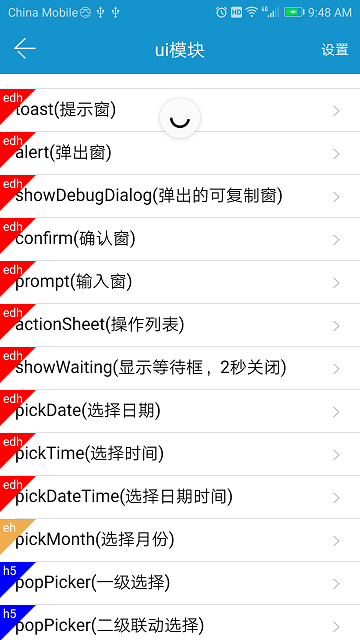 China Mobile HD 4G 9:48 AM
ui模块 设置
edh
toast(提示窗)
edh
alert(弹出窗)
edh
showDebugDialog(弹出的可复制窗)
edh
confirm(确认窗)
edh
prompt(输入窗)
edh
actionSheet(操作列表)
edh
showWaiting(显示等待框，2秒关闭)
edh
pickDate(选择日期)
edh
pickTime(选择时间)
edh
pickDateTime(选择日期时间)
eh
pickMonth(选择月份)
h5
popPicker(一级选择)
h5
popPicker(二级联动选择)